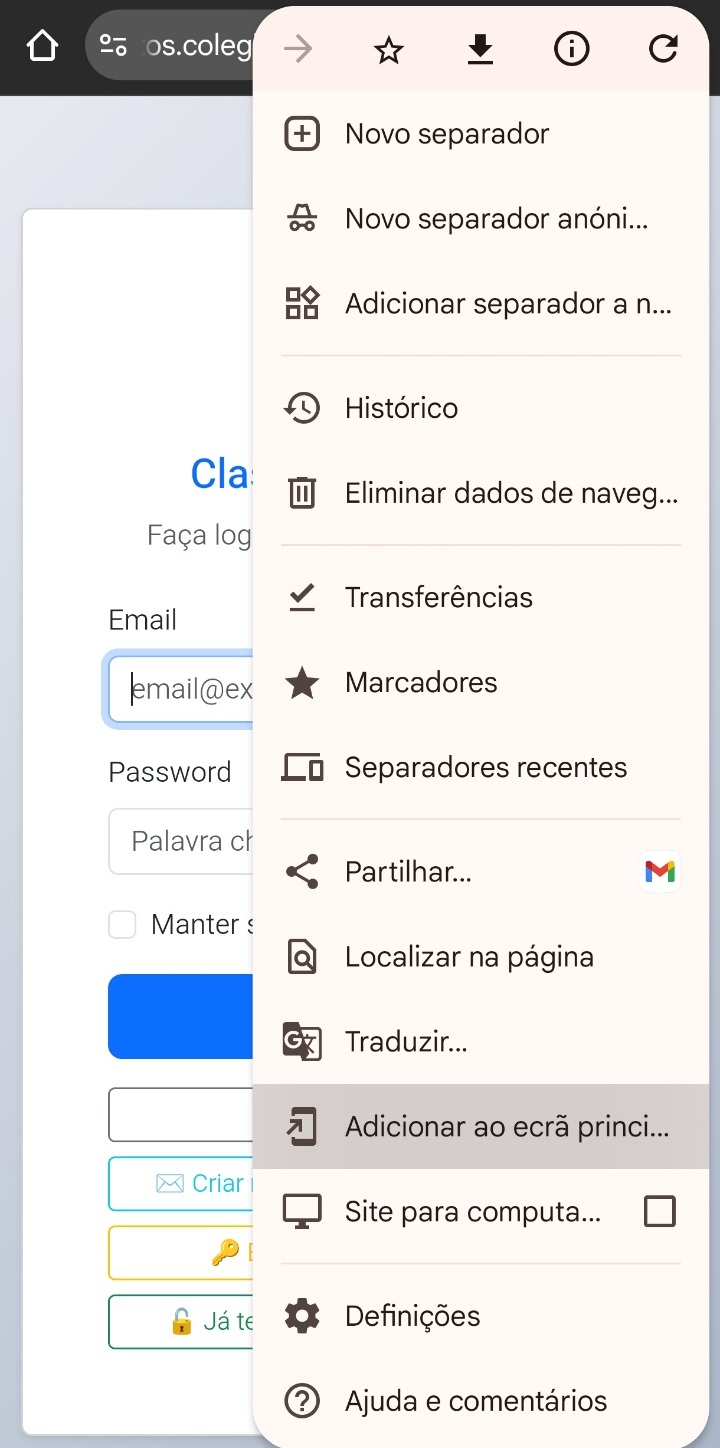 os.coleg
Novo separador
Novo separador anóni...
Adicionar separador a n...
Histórico
Eliminar dados de naveg...
Transferências
Marcadores
Separadores recentes
Partilhar...
Localizar na página
Traduzir...
Adicionar ao ecrã princi...
Site para computa...
Definições
Ajuda e comentários
Clas
Faça log
Email
email@ex
Password
Palavra ch
Manter s
Criar
Já te